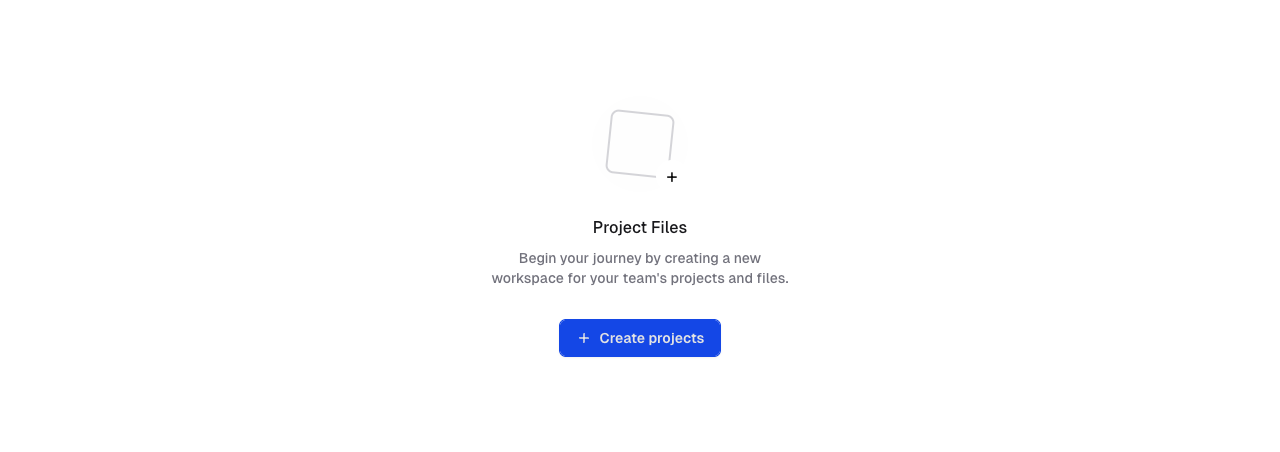 Project Files
Begin your journey by creating a new
workspace for your team's projects and files.
Create projects